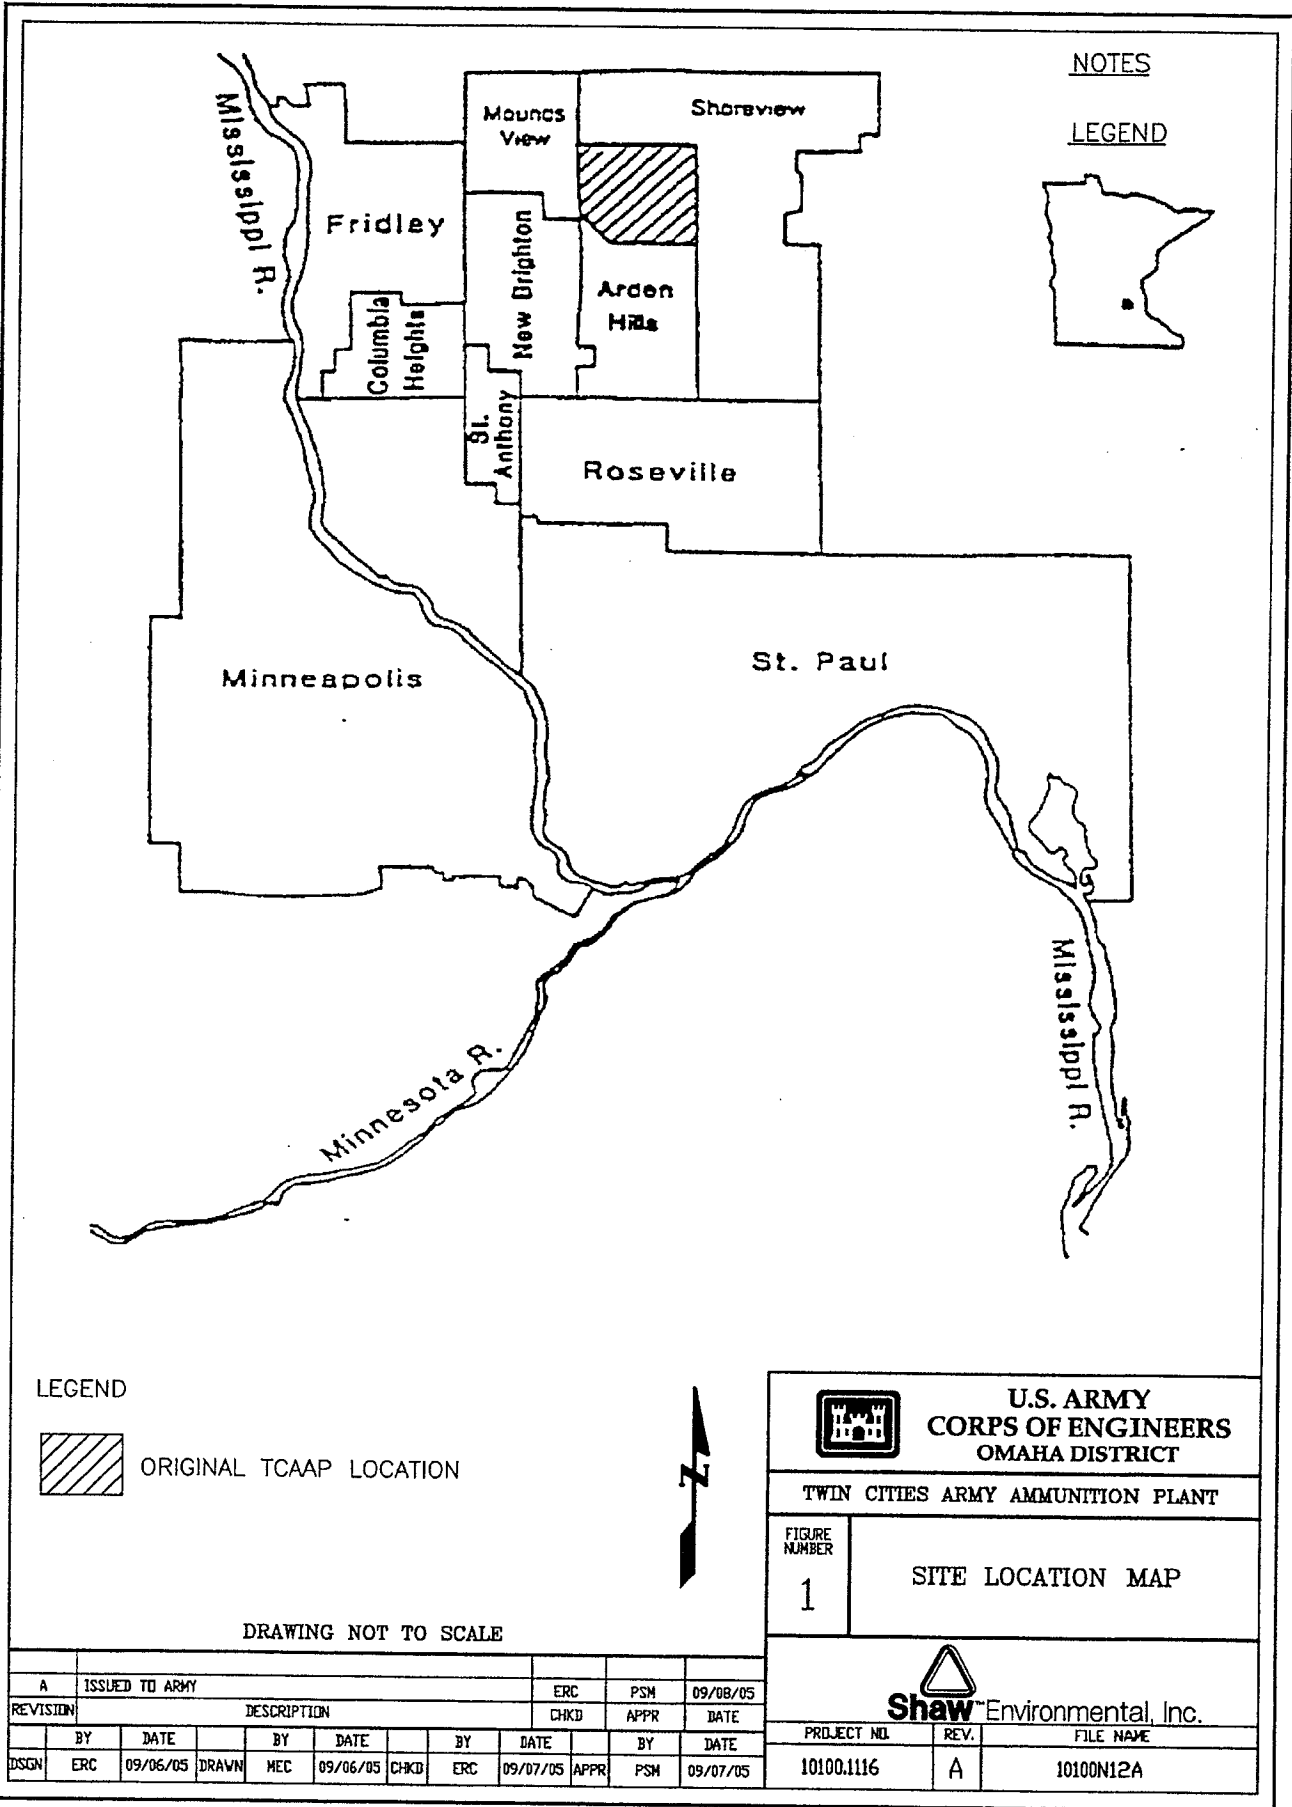 NOTES
LEGEND
Mississippi R.
Mounds
View
Shoreview
Fridley
New Brighton
Arden
Hills
Columbia
Heights
St.
Anthony
Roseville
Minneapolis
St. Paul
Mississippi R.
Minnesota R.
LEGEND
ORIGINAL TCAAP LOCATION
N
DRAWING NOT TO SCALE
U.S. ARMY
CORPS OF ENGINEERS
OMAHA DISTRICT
TWIN CITIES ARMY AMMUNITION PLANT
FIGURE
NUMBER
1
SITE LOCATION MAP
Shaw™ Environmental, Inc.
PROJECT NO. REV. FILE NAME
10100.1116 A 10100N12A
A ISSUED TO ARMY ERC PSM 09/08/05
REVISION DESCRIPTION CHKD APPR DATE
BY DATE BY DATE BY DATE BY DATE
DSGN ERC 09/06/05 DRAWN MEC 09/06/05 CHKD ERC 09/07/05 APPR PSM 09/07/05